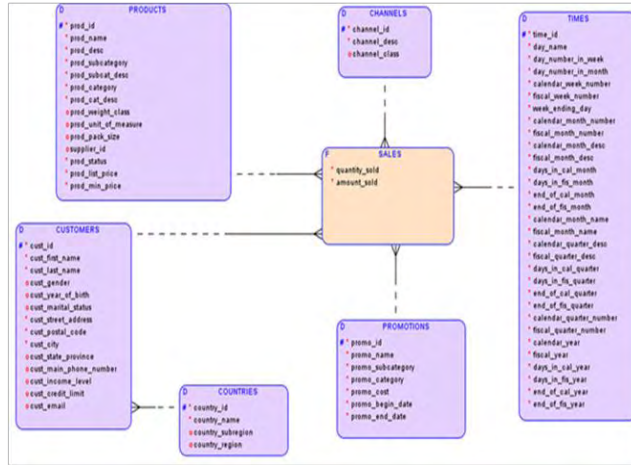 D PRODUCTS
# * prod_id
* prod_name
* prod_desc
* prod_subcategory
* prod_subcat_desc
* prod_category
* prod_cat_desc
o prod_weight_class
o prod_unit_of_measure
o prod_pack_size
o supplier_id
* prod_status
* prod_list_price
* prod_min_price
D CHANNELS
# * channel_id
* channel_desc
o channel_class
D TIMES
# * time_id
* day_name
* day_number_in_week
* day_number_in_month
* calendar_week_number
* fiscal_week_number
* week_ending_day
* calendar_month_number
* fiscal_month_number
* calendar_month_desc
* fiscal_month_desc
* days_in_cal_month
* days_in_fis_month
* end_of_cal_month
* end_of_fis_month
* calendar_month_name
* fiscal_month_name
* calendar_quarter_desc
* fiscal_quarter_desc
* days_in_cal_quarter
* days_in_fis_quarter
* end_of_cal_quarter
* end_of_fis_quarter
* calendar_quarter_number
* fiscal_quarter_number
* calendar_year
* fiscal_year
* days_in_cal_year
* days_in_fis_year
* end_of_cal_year
* end_of_fis_year
F SALES
* quantity_sold
* amount_sold
D CUSTOMERS
# * cust_id
* cust_first_name
* cust_last_name
o cust_gender
o cust_year_of_birth
o cust_marital_status
* cust_street_address
* cust_postal_code
* cust_city
o cust_state_province
o cust_main_phone_number
o cust_income_level
o cust_credit_limit
o cust_email
D COUNTRIES
# * country_id
* country_name
o country_subregion
o country_region
D PROMOTIONS
# * promo_id
* promo_name
* promo_subcategory
* promo_category
* promo_cost
* promo_begin_date
* promo_end_date